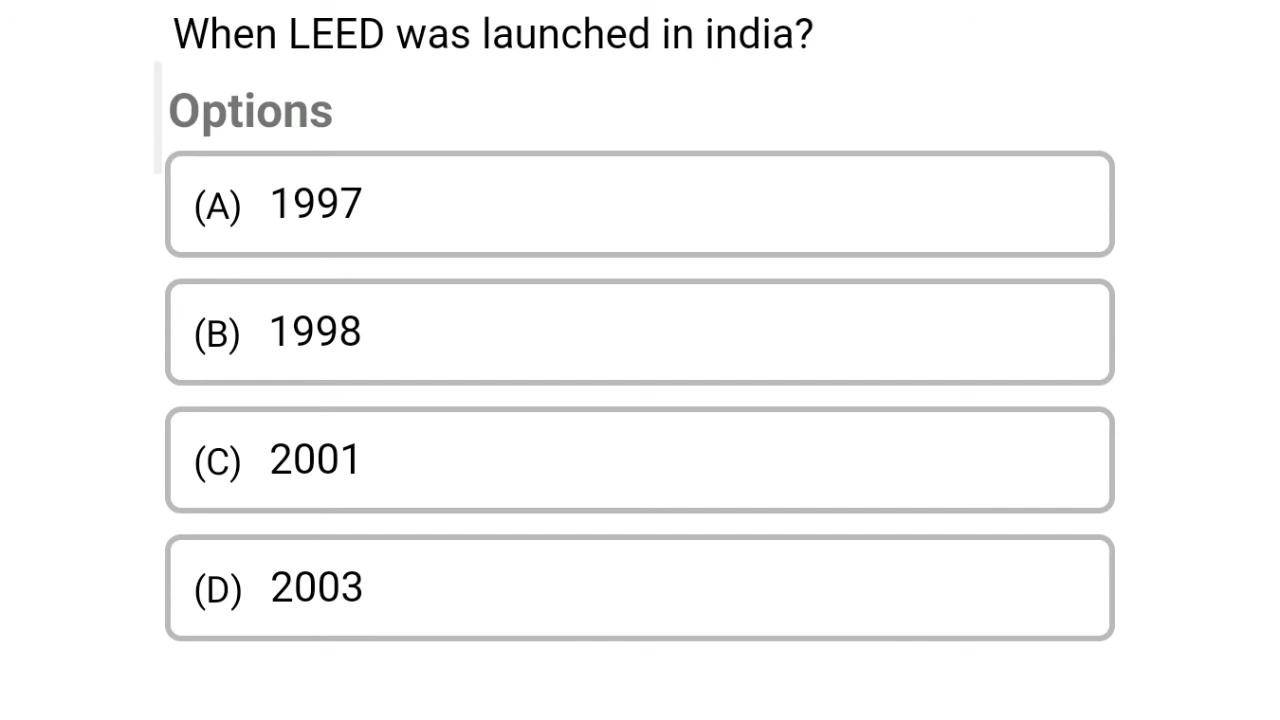 When LEED was launched in india?
Options
(A) 1997
(B) 1998
(C) 2001
(D) 2003